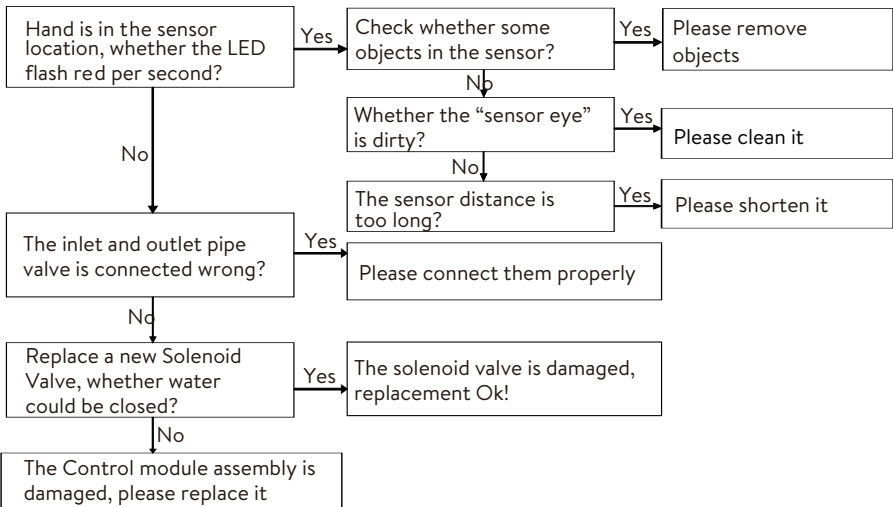 Hand is in the sensor
location, whether the LED
flash red per second?
Yes
Check whether some
objects in the sensor?
Yes
Please remove
objects
No
Whether the “sensor eye”
is dirty?
Yes
Please clean it
No
The sensor distance is
too long?
Yes
Please shorten it
No
The inlet and outlet pipe
valve is connected wrong?
Yes
Please connect them properly
No
Replace a new Solenoid
Valve, whether water
could be closed?
Yes
The solenoid valve is damaged,
replacement Ok!
No
The Control module assembly is
damaged, please replace it